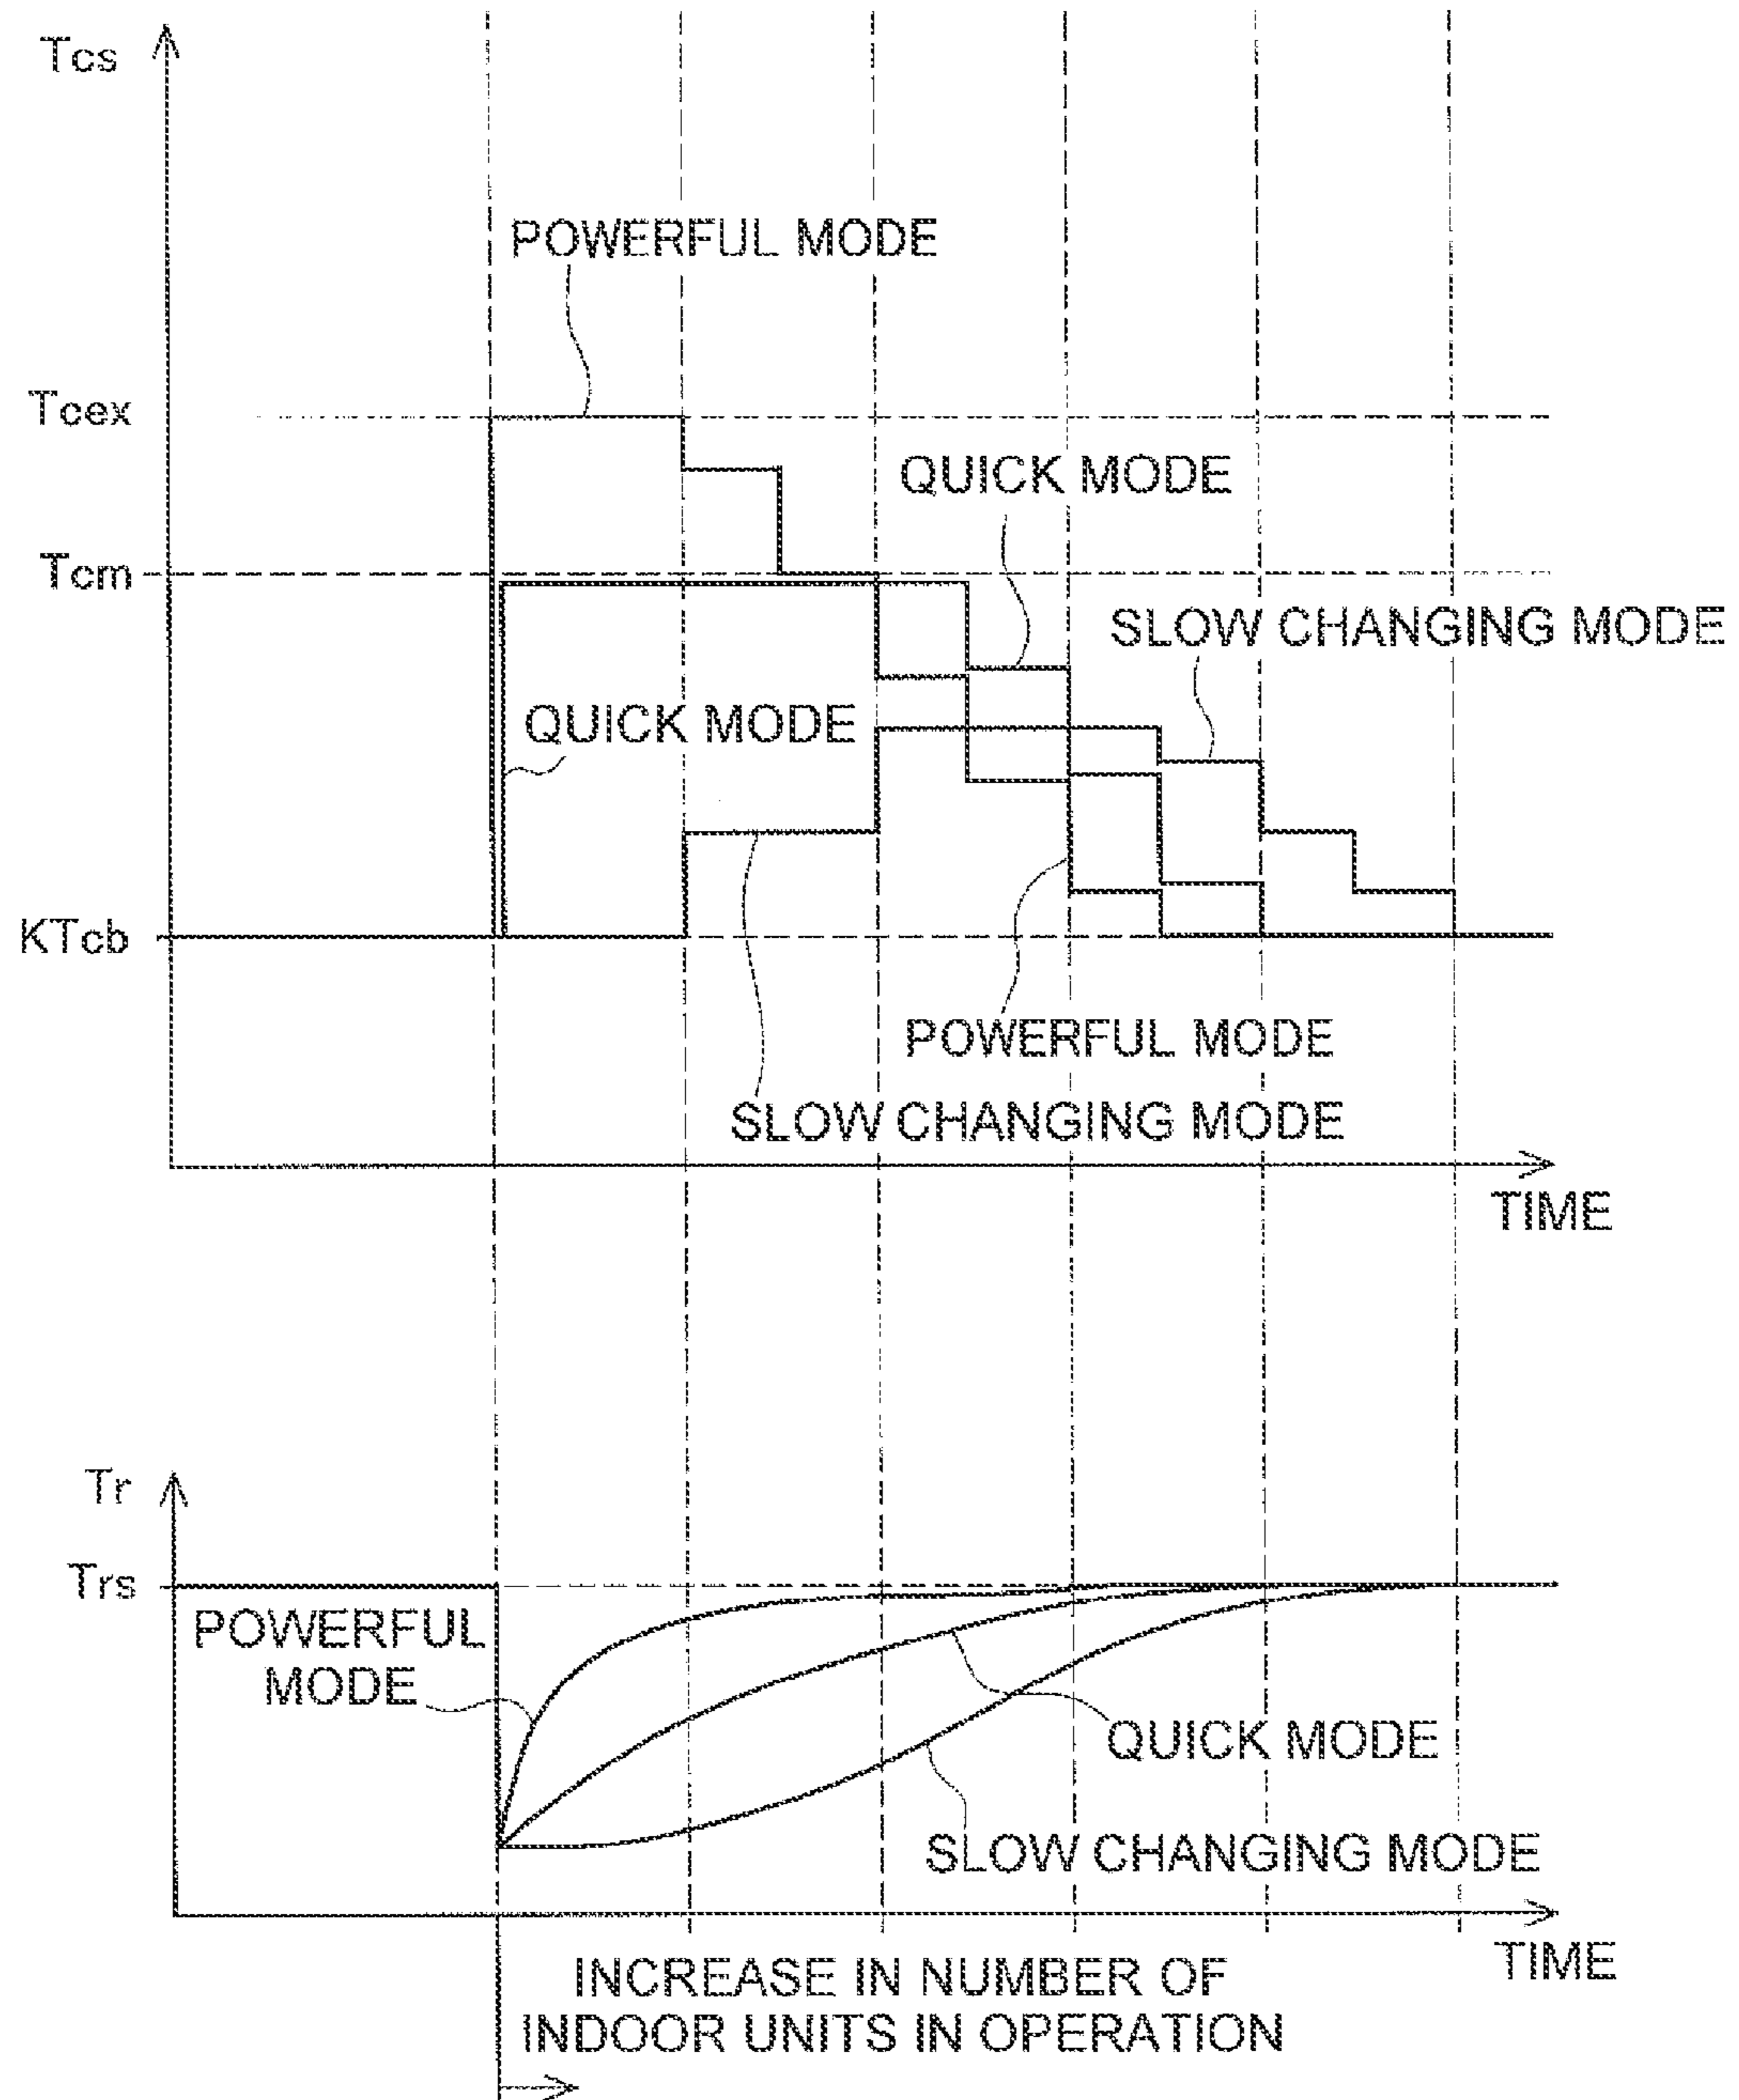 Tcs
POWERFUL MODE
Tcex
QUICK MODE
Tcm
SLOW CHANGING MODE
QUICK MODE
KTcb
POWERFUL MODE
SLOW CHANGING MODE
TIME
Tr
Trs
POWERFUL
MODE
QUICK MODE
SLOW CHANGING MODE
TIME
INCREASE IN NUMBER OF
INDOOR UNITS IN OPERATION